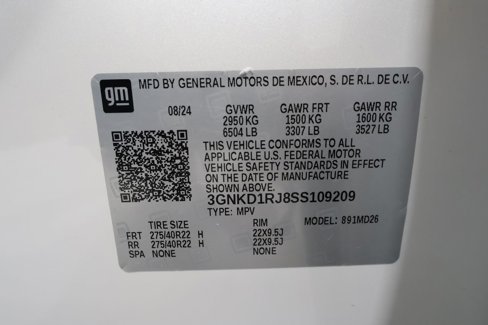 gm
MFD BY GENERAL MOTORS DE MEXICO, S. DE R.L. DE C.V.
08/24 GVWR GAWR FRT GAWR RR
2950 KG 1500 KG 1600 KG
6504 LB 3307 LB 3527 LB
THIS VEHICLE CONFORMS TO ALL
APPLICABLE U.S. FEDERAL MOTOR
VEHICLE SAFETY STANDARDS IN EFFECT
ON THE DATE OF MANUFACTURE
SHOWN ABOVE.
3GNKD1RJ8SS109209
TYPE: MPV MODEL: 891MD26
TIRE SIZE RIM
FRT 275/40R22 H 22X9.5J
RR 275/40R22 H 22X9.5J
SPA NONE NONE